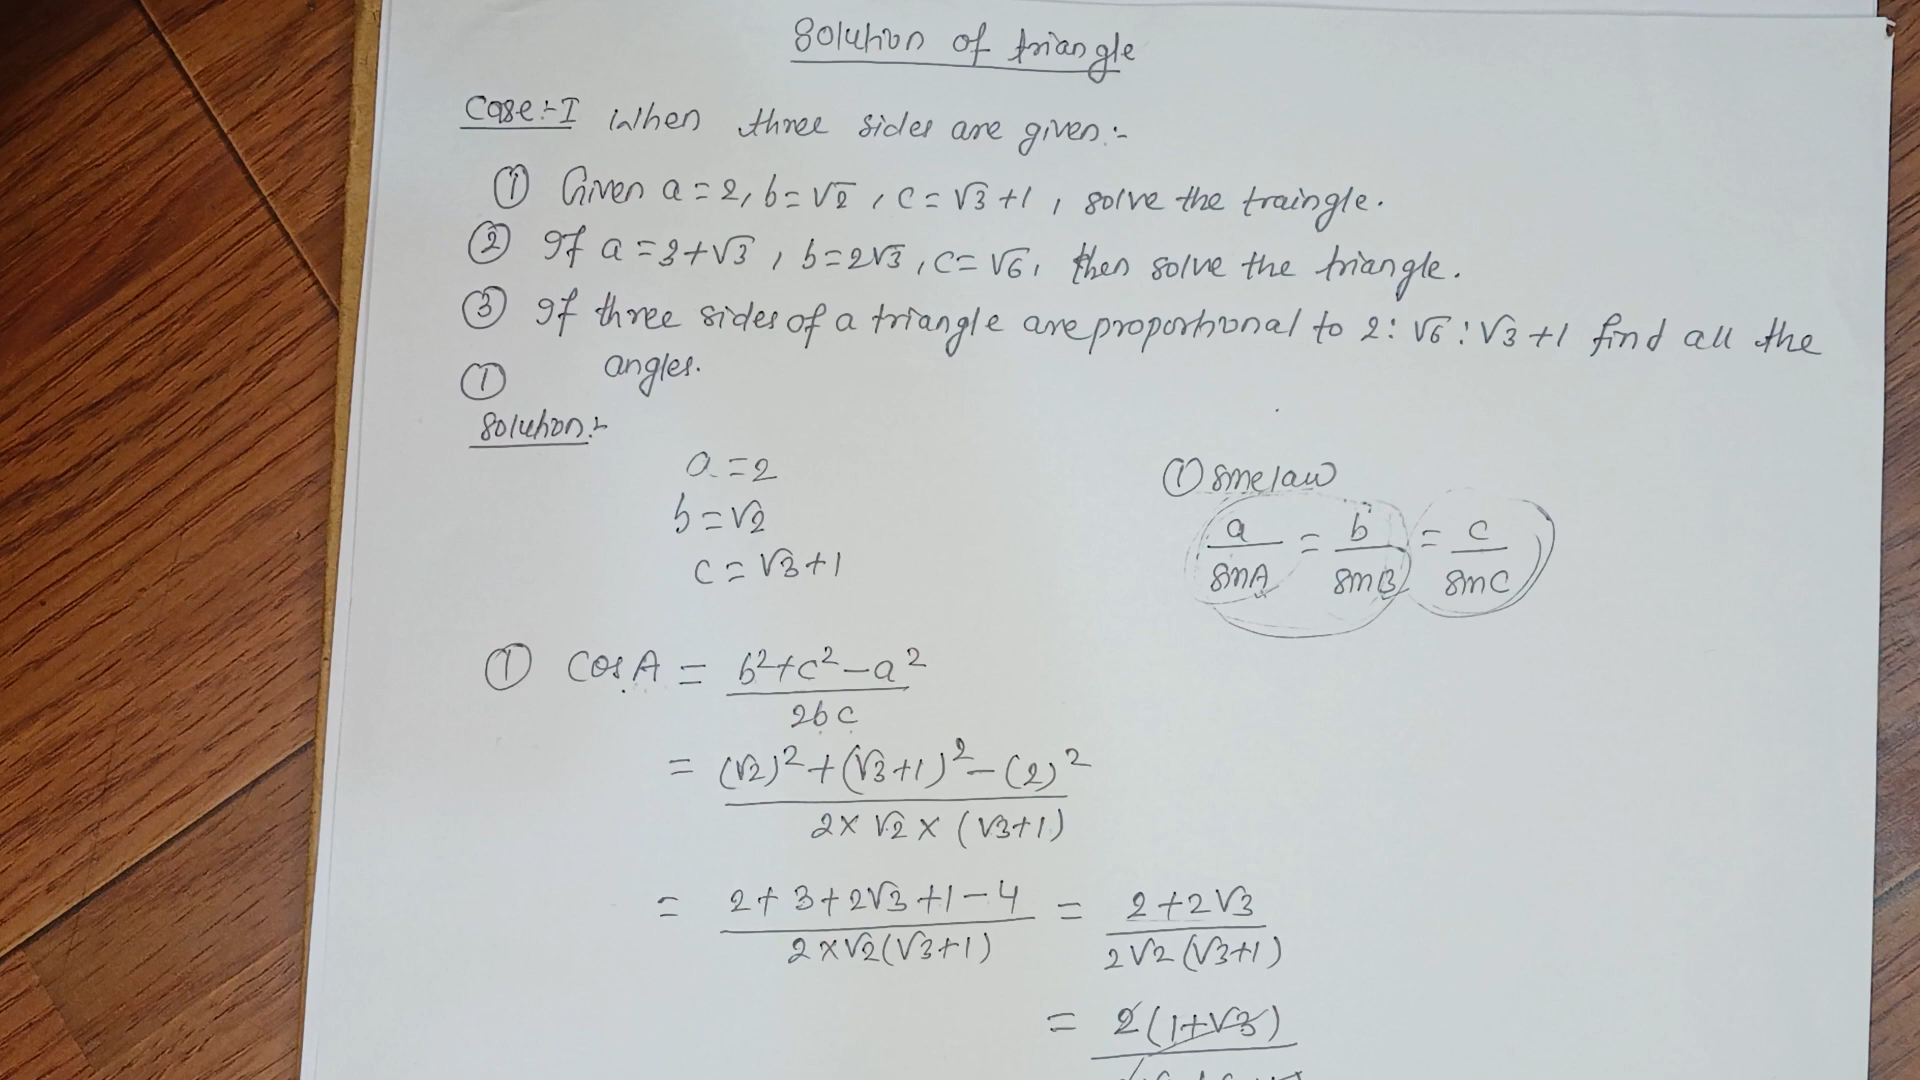 Solution of triangle
Case:-I When three sides are given:-
① Given a = 2, b = √2, c = √3 + 1, solve the traingle.
② If a = 3 + √3, b = 2√3, c = √6, then solve the triangle.
③ If three sides of a triangle are proportional to 2 : √6 : √3 + 1 find all the
angles.
①
Solution:-
a = 2
b = √2
c = √3 + 1
① sine law
a/sinA = b/sinB = c/sinC
① cosA = (b² + c² - a²)/2bc
= ((√2)² + (√3 + 1)² - (2)²)/(2 × √2 × (√3 + 1))
= (2 + 3 + 2√3 + 1 - 4)/(2 × √2(√3 + 1)) = (2 + 2√3)/(2√2(√3 + 1))
= 2(1 + √3)